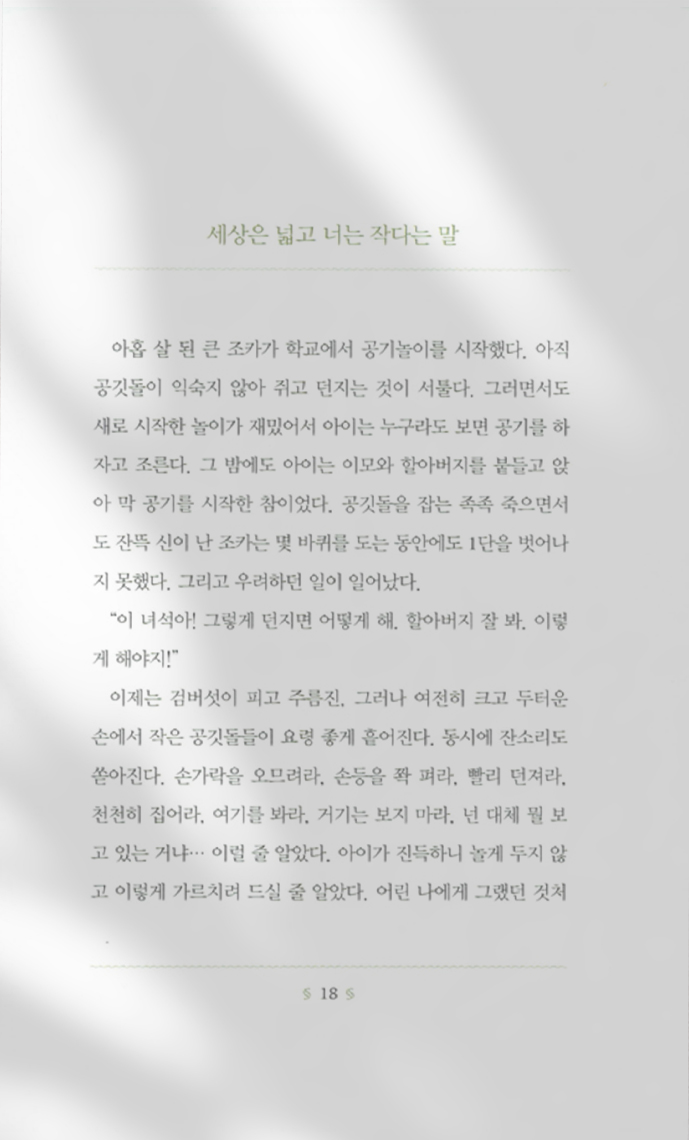 세상은 넓고 너는 작다는 말
아홉 살 된 큰 조카가 학교에서 공기놀이를 시작했다. 아직
공깃돌이 익숙지 않아 쥐고 던지는 것이 서툴다. 그러면서도
새로 시작한 놀이가 재밌어서 아이는 누구라도 보면 공기를 하
자고 조른다. 그 밤에도 아이는 이모와 할아버지를 붙들고 앉
아 막 공기를 시작한 참이었다. 공깃돌을 잡는 족족 죽으면서
도 잔뜩 신이 난 조카는 몇 바퀴를 도는 동안에도 1단을 벗어나
지 못했다. 그리고 우려하던 일이 일어났다.
“이 녀석아! 그렇게 던지면 어떻게 해. 할아버지 잘 봐. 이렇
게 해야지!”
이제는 검버섯이 피고 주름진, 그러나 여전히 크고 두터운
손에서 작은 공깃돌들이 요령 좋게 흩어진다. 동시에 잔소리도
쏟아진다. 손가락을 오므려라, 손등을 쫙 펴라, 빨리 던져라,
천천히 집어라, 여기를 봐라, 거기는 보지 마라, 넌 대체 뭘 보
고 있는 거냐… 이럴 줄 알았다. 아이가 진득하니 놀게 두지 않
고 이렇게 가르치려 드실 줄 알았다. 어린 나에게 그랬던 것처
18